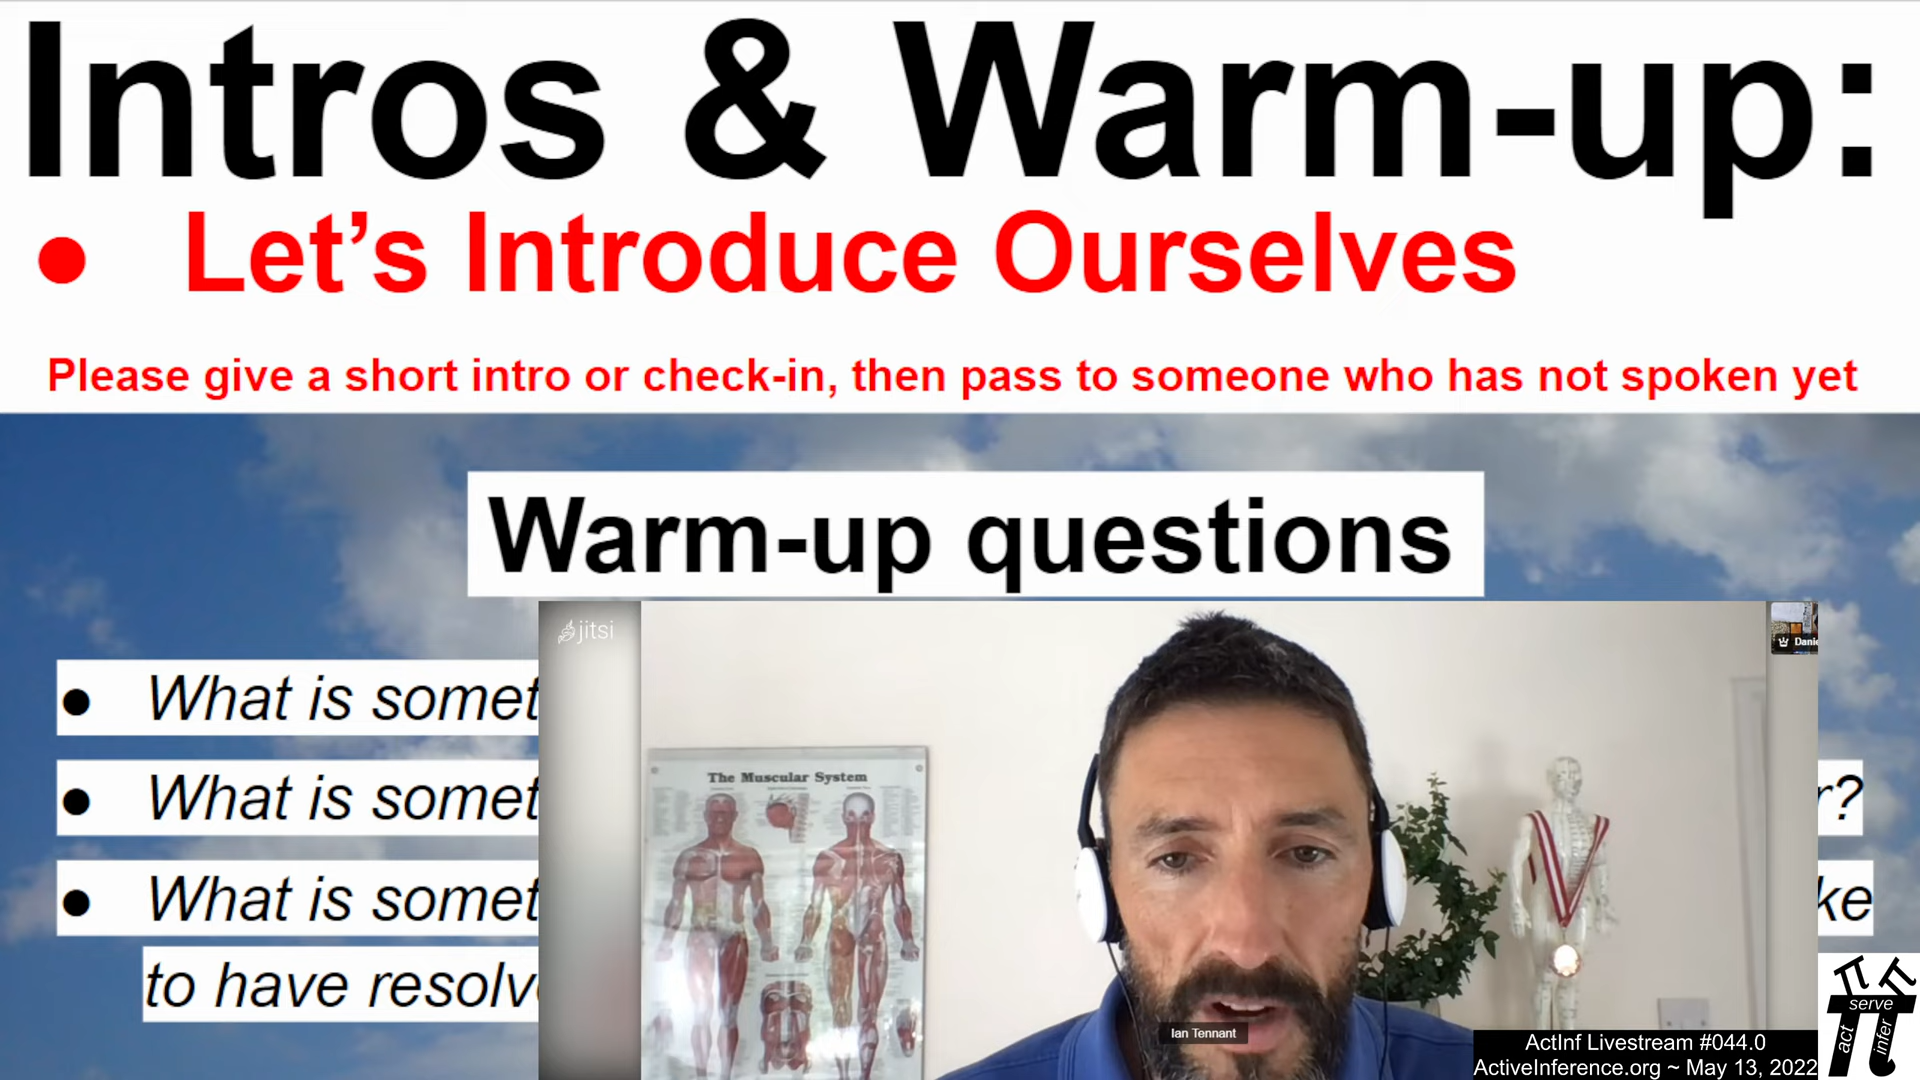 Intros & Warm-up:
● Let’s Introduce Ourselves
Please give a short intro or check-in, then pass to someone who has not spoken yet
Warm-up questions
jitsi
● What is somet
● What is somet r?
● What is somet ke
to have resolv
The Muscular System
Ian Tennant
ActInf Livestream #044.0
ActiveInference.org ~ May 13, 2022
act
serve
infer